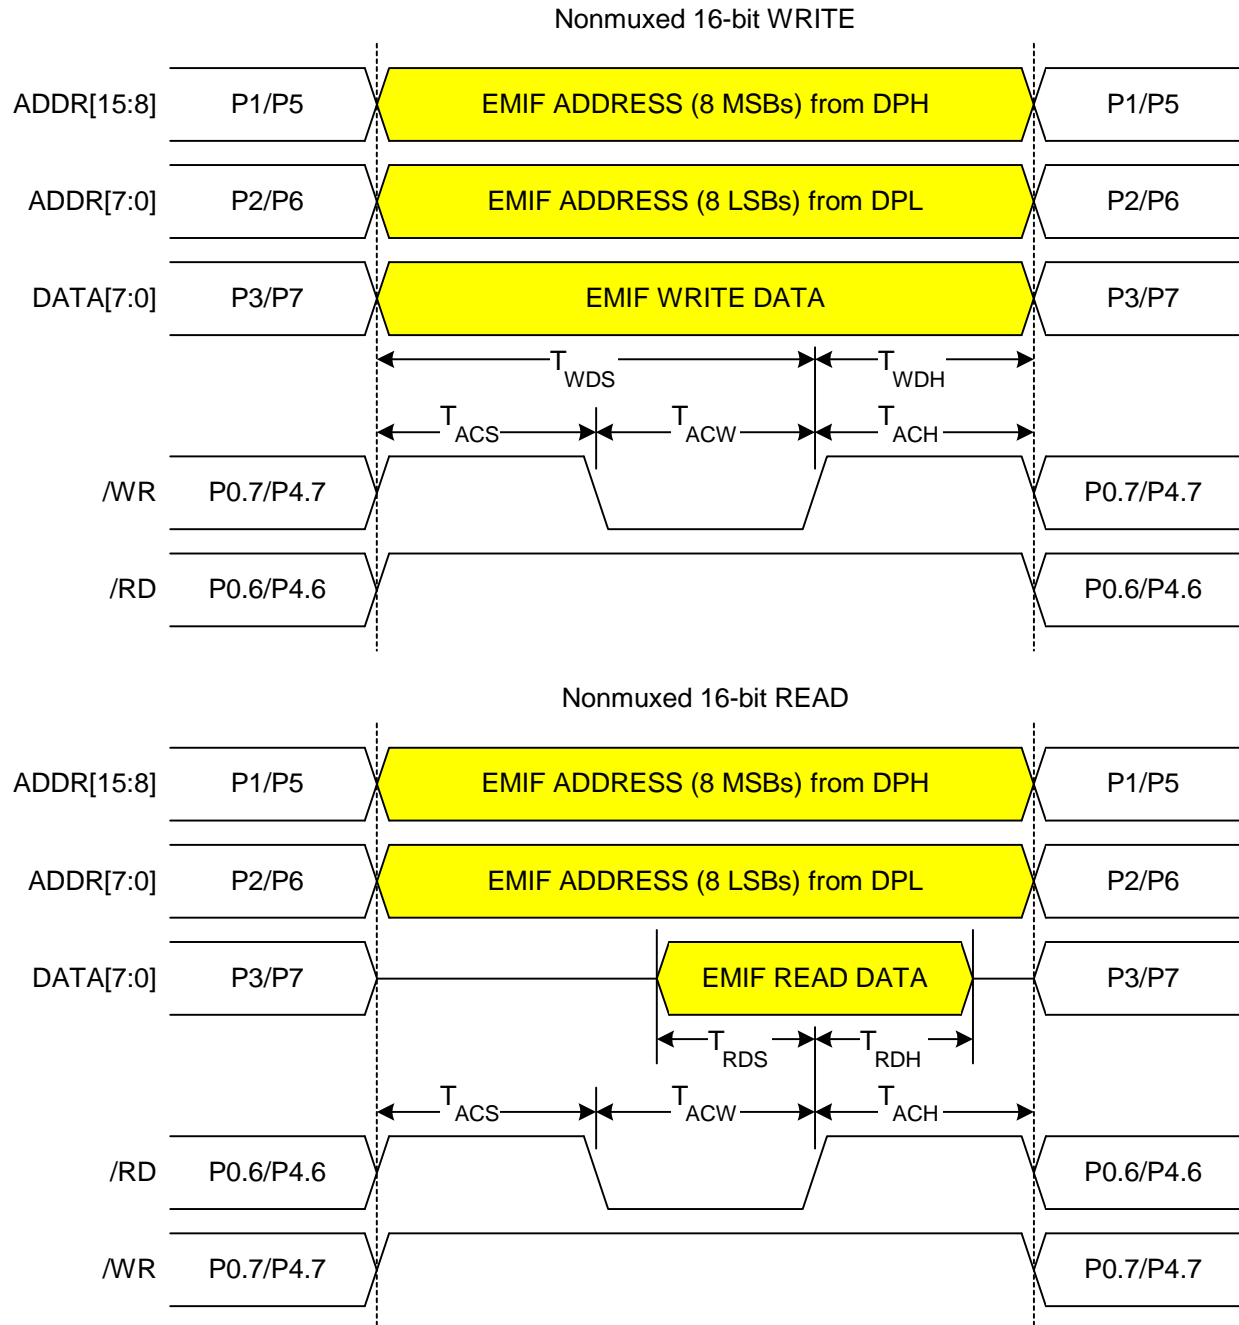 Nonmuxed 16-bit WRITE
ADDR[15:8] P1/P5 EMIF ADDRESS (8 MSBs) from DPH P1/P5
ADDR[7:0] P2/P6 EMIF ADDRESS (8 LSBs) from DPL P2/P6
DATA[7:0] P3/P7 EMIF WRITE DATA P3/P7
TWDS TWDH
TACS TACW TACH
/WR P0.7/P4.7 P0.7/P4.7
/RD P0.6/P4.6 P0.6/P4.6
Nonmuxed 16-bit READ
ADDR[15:8] P1/P5 EMIF ADDRESS (8 MSBs) from DPH P1/P5
ADDR[7:0] P2/P6 EMIF ADDRESS (8 LSBs) from DPL P2/P6
DATA[7:0] P3/P7 EMIF READ DATA P3/P7
TRDS TRDH
TACS TACW TACH
/RD P0.6/P4.6 P0.6/P4.6
/WR P0.7/P4.7 P0.7/P4.7